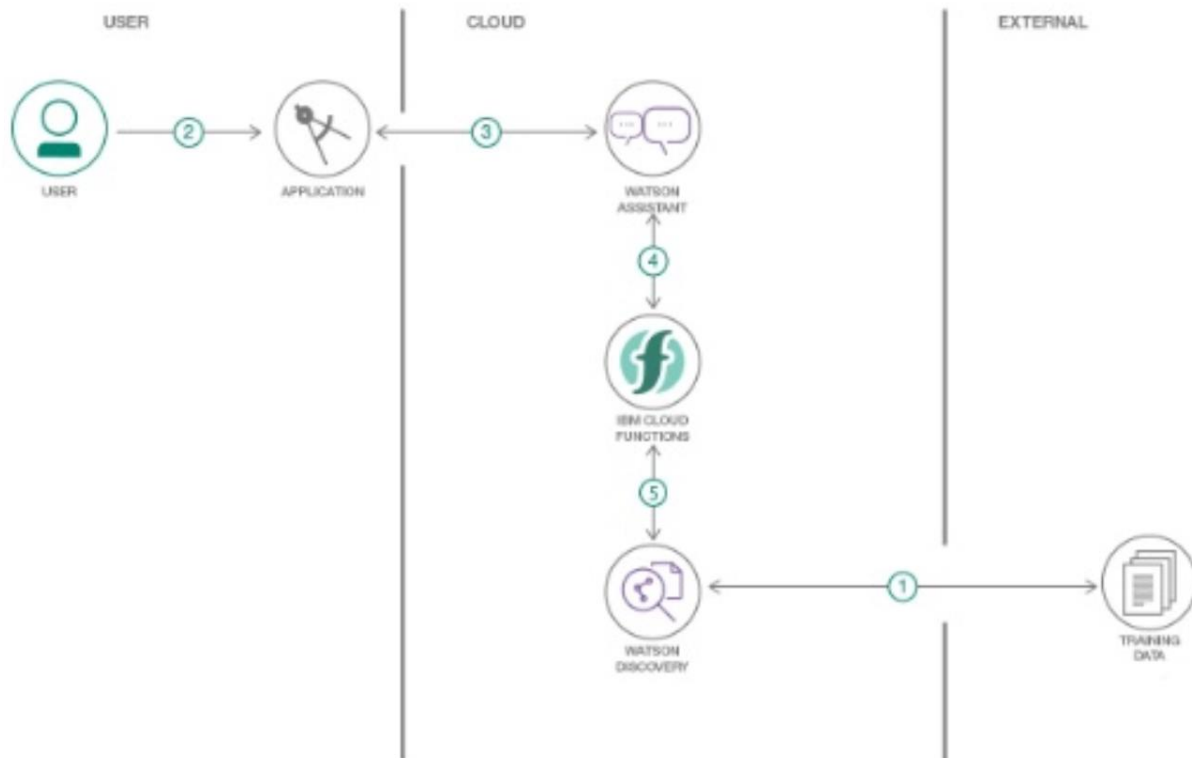 USER
CLOUD
EXTERNAL
2
3
USER
APPLICATION
WATSON
ASSISTANT
4
IBM CLOUD
FUNCTIONS
5
1
WATSON
DISCOVERY
TRAINING
DATA